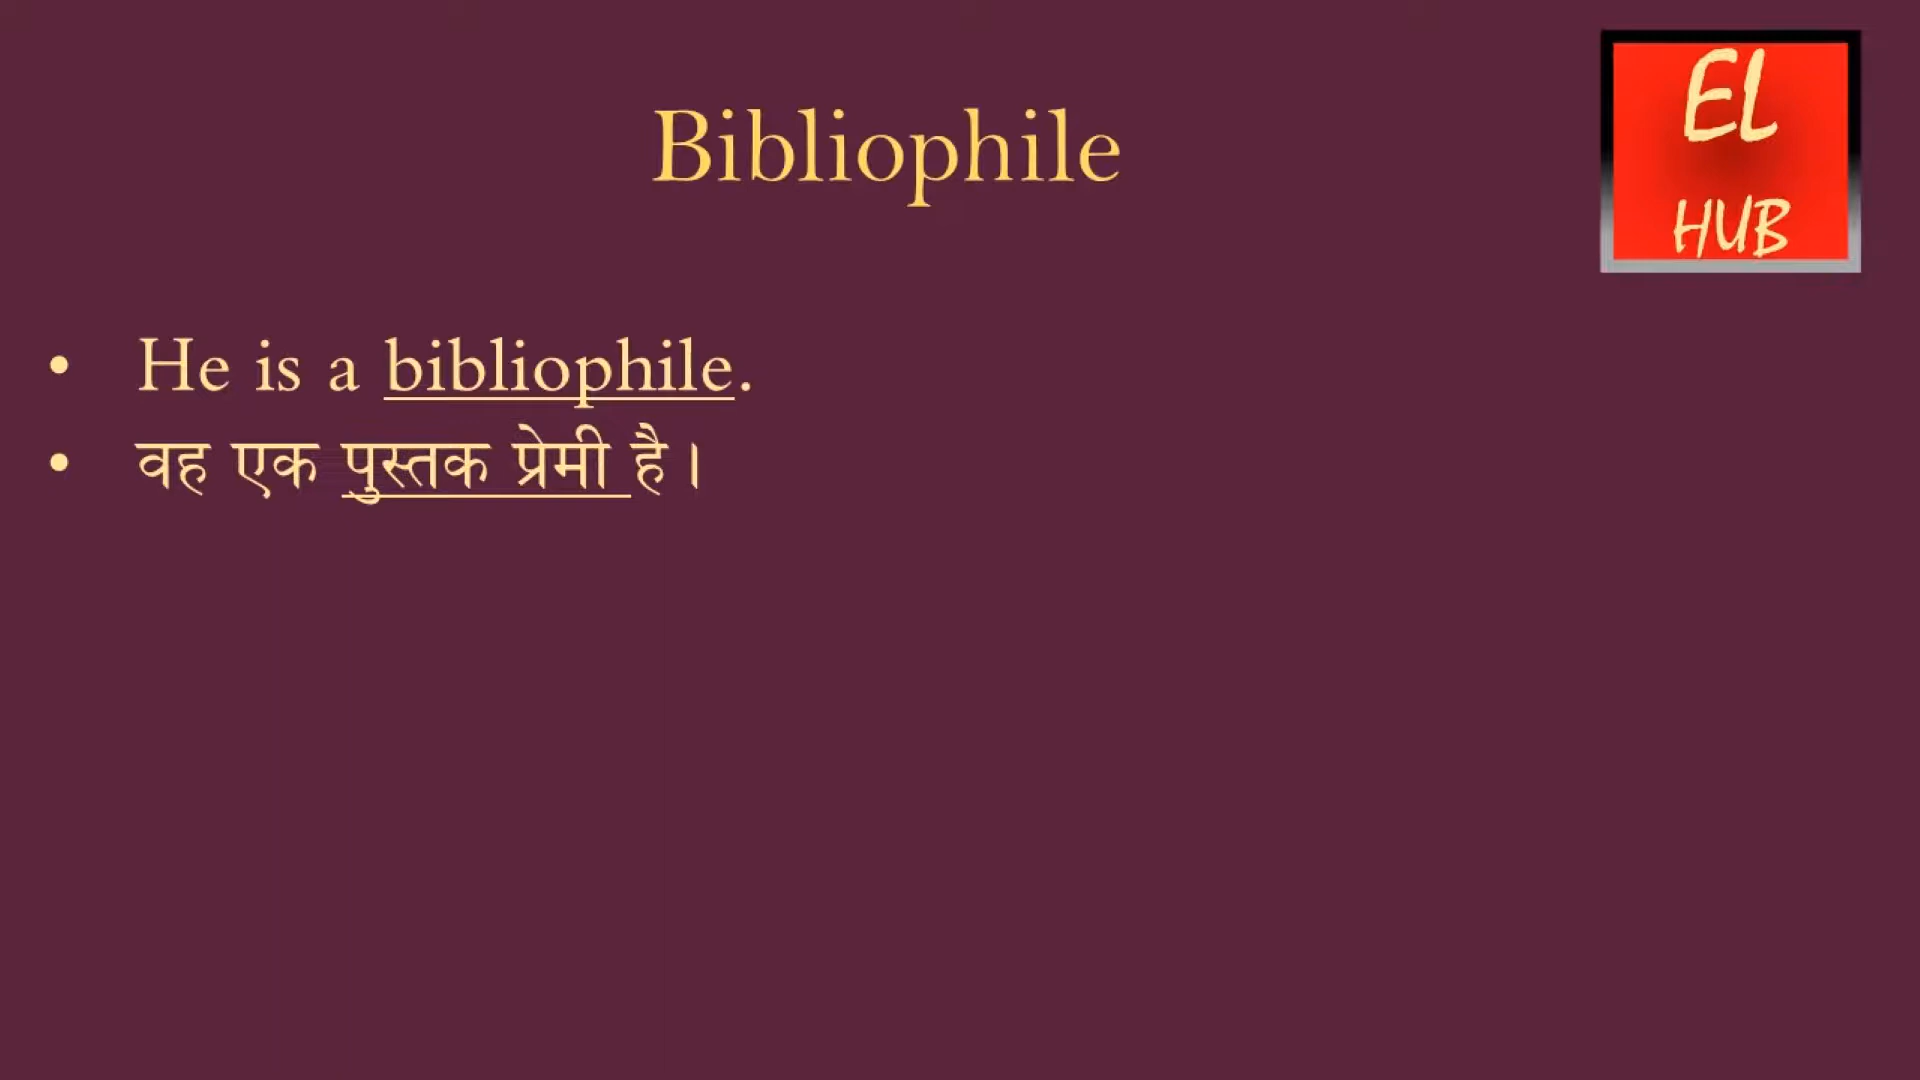 Bibliophile
EL
HUB
• He is a bibliophile.
• वह एक पुस्तक प्रेमी है।